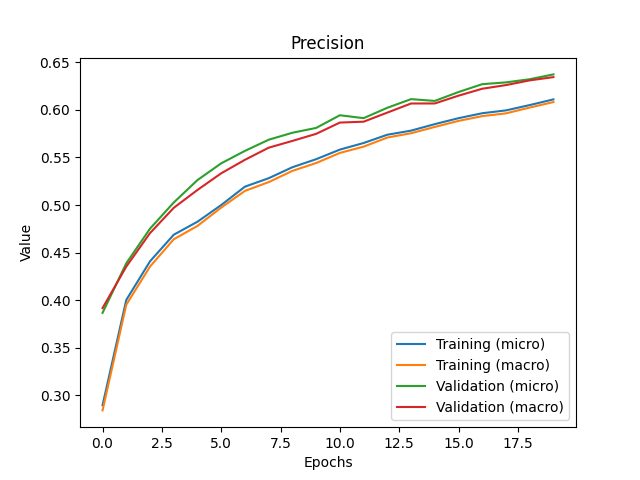 Precision
0.65
0.60
0.55
0.50
0.45
0.40
0.35
0.30
Value
0.0 2.5 5.0 7.5 10.0 12.5 15.0 17.5
Epochs
Training (micro)
Training (macro)
Validation (micro)
Validation (macro)